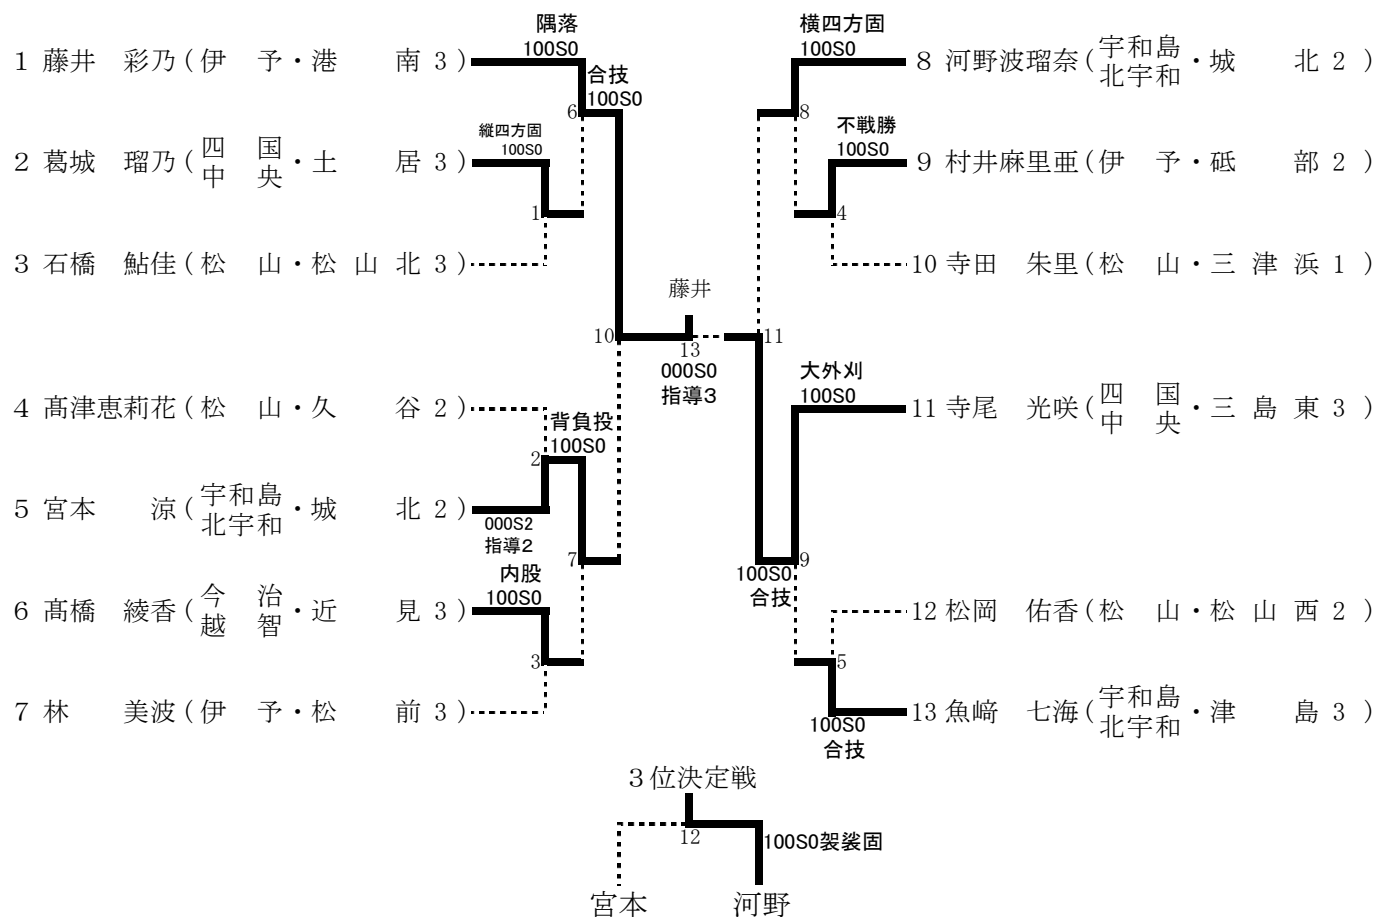 隅落
100S0
1 藤井 彩乃(伊 予・港 南 3)
合技
100S0
6
縦四方固
100S0
2 葛城 瑠乃(四 国 中 央・土 居 3)
1
3 石橋 鮎佳(松 山・松 山 北 3)
10
4 髙津恵莉花(松 山・久 谷 2)
背負投
100S0
2
5 宮本 涼(宇和島 北宇和・城 北 2)
000S2
指導2
7
内股
100S0
6 髙橋 綾香(今 治 越 智・近 見 3)
3
7 林 美波(伊 予・松 前 3)
藤井
13
000S0
指導3
横四方固
100S0
8 河野波瑠奈(宇和島 北宇和・城 北 2)
8
不戦勝
100S0
9 村井麻里亜(伊 予・砥 部 2)
4
10 寺田 朱里(松 山・三 津 浜 1)
11
大外刈
100S0
11 寺尾 光咲(四 国 中 央・三 島 東 3)
9
100S0
合技
12 松岡 佑香(松 山・松 山 西 2)
5
13 魚﨑 七海(宇和島 北宇和・津 島 3)
100S0
合技
3位決定戦
12
100S0袈裟固
宮本 河野